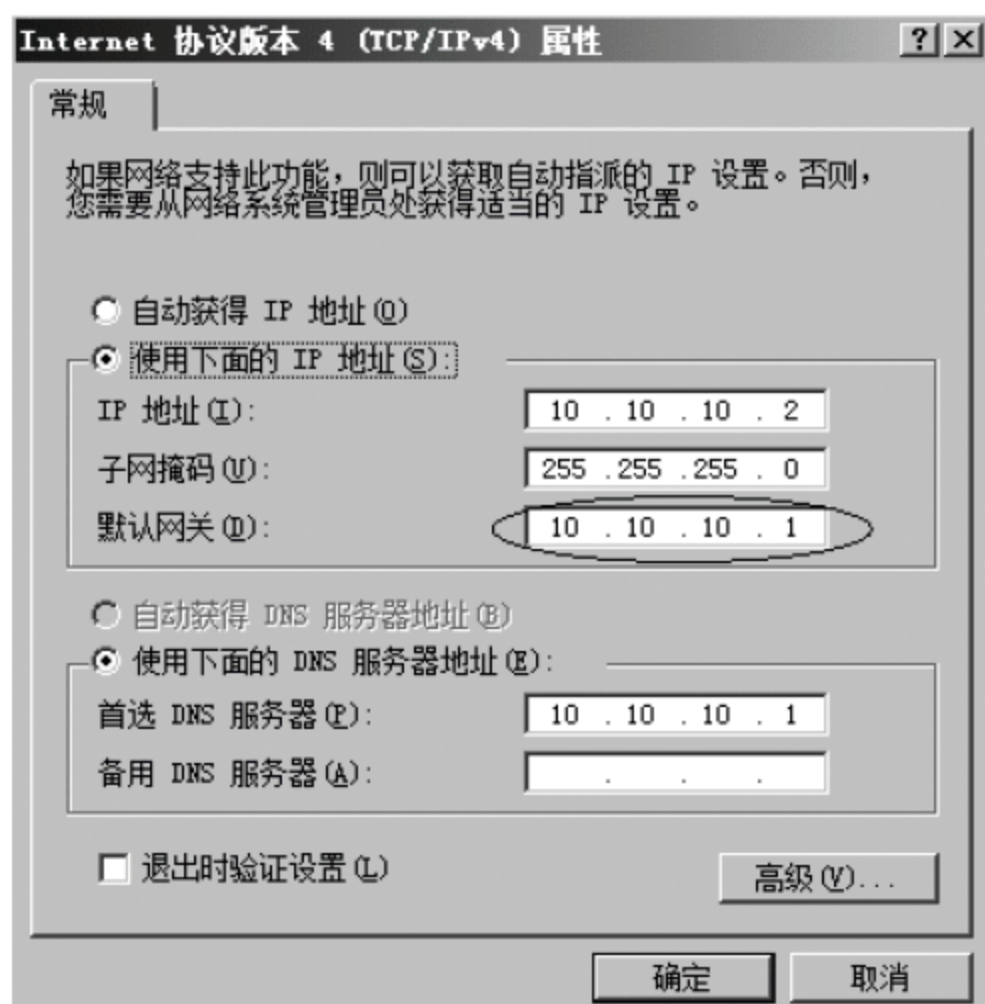 Internet 协议版本 4 (TCP/IPv4) 属性
常规
如果网络支持此功能，则可以获取自动指派的 IP 设置。否则，
您需要从网络系统管理员处获得适当的 IP 设置。
自动获得 IP 地址(O)
使用下面的 IP 地址(S):
IP 地址(I): 10 . 10 . 10 . 2
子网掩码(U): 255 .255 .255 . 0
默认网关(D): 10 . 10 . 10 . 1
自动获得 DNS 服务器地址(B)
使用下面的 DNS 服务器地址(E):
首选 DNS 服务器(P): 10 . 10 . 10 . 1
备用 DNS 服务器(A): . . .
退出时验证设置(L)
高级(V)...
确定 取消